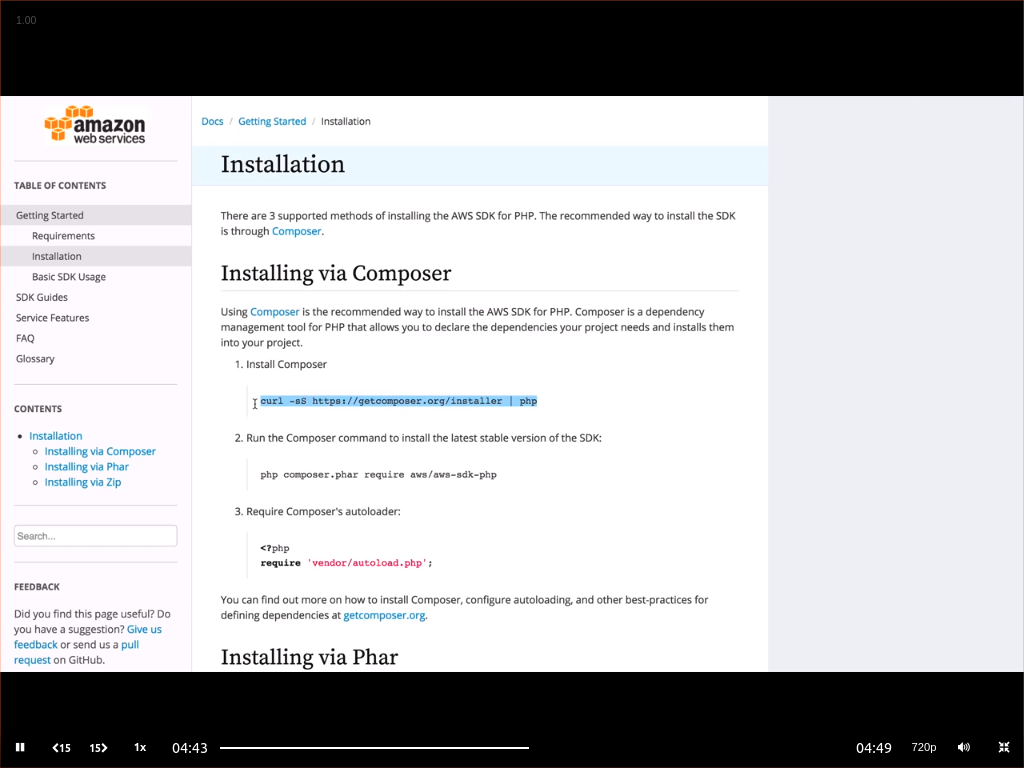 1.00
amazon
web services
TABLE OF CONTENTS
Getting Started
Requirements
Installation
Basic SDK Usage
SDK Guides
Service Features
FAQ
Glossary
CONTENTS
Installation
Installing via Composer
Installing via Phar
Installing via Zip
Search...
FEEDBACK
Did you find this page useful? Do
you have a suggestion? Give us
feedback or send us a pull
request on GitHub.
Docs / Getting Started / Installation
Installation
There are 3 supported methods of installing the AWS SDK for PHP. The recommended way to install the SDK
is through Composer.
Installing via Composer
Using Composer is the recommended way to install the AWS SDK for PHP. Composer is a dependency
management tool for PHP that allows you to declare the dependencies your project needs and installs them
into your project.
1. Install Composer
curl -sS https://getcomposer.org/installer | php
2. Run the Composer command to install the latest stable version of the SDK:
php composer.phar require aws/aws-sdk-php
3. Require Composer's autoloader:
<?php
require 'vendor/autoload.php';
You can find out more on how to install Composer, configure autoloading, and other best-practices for
defining dependencies at getcomposer.org.
Installing via Phar
15 15 1x 04:43 04:49 720p